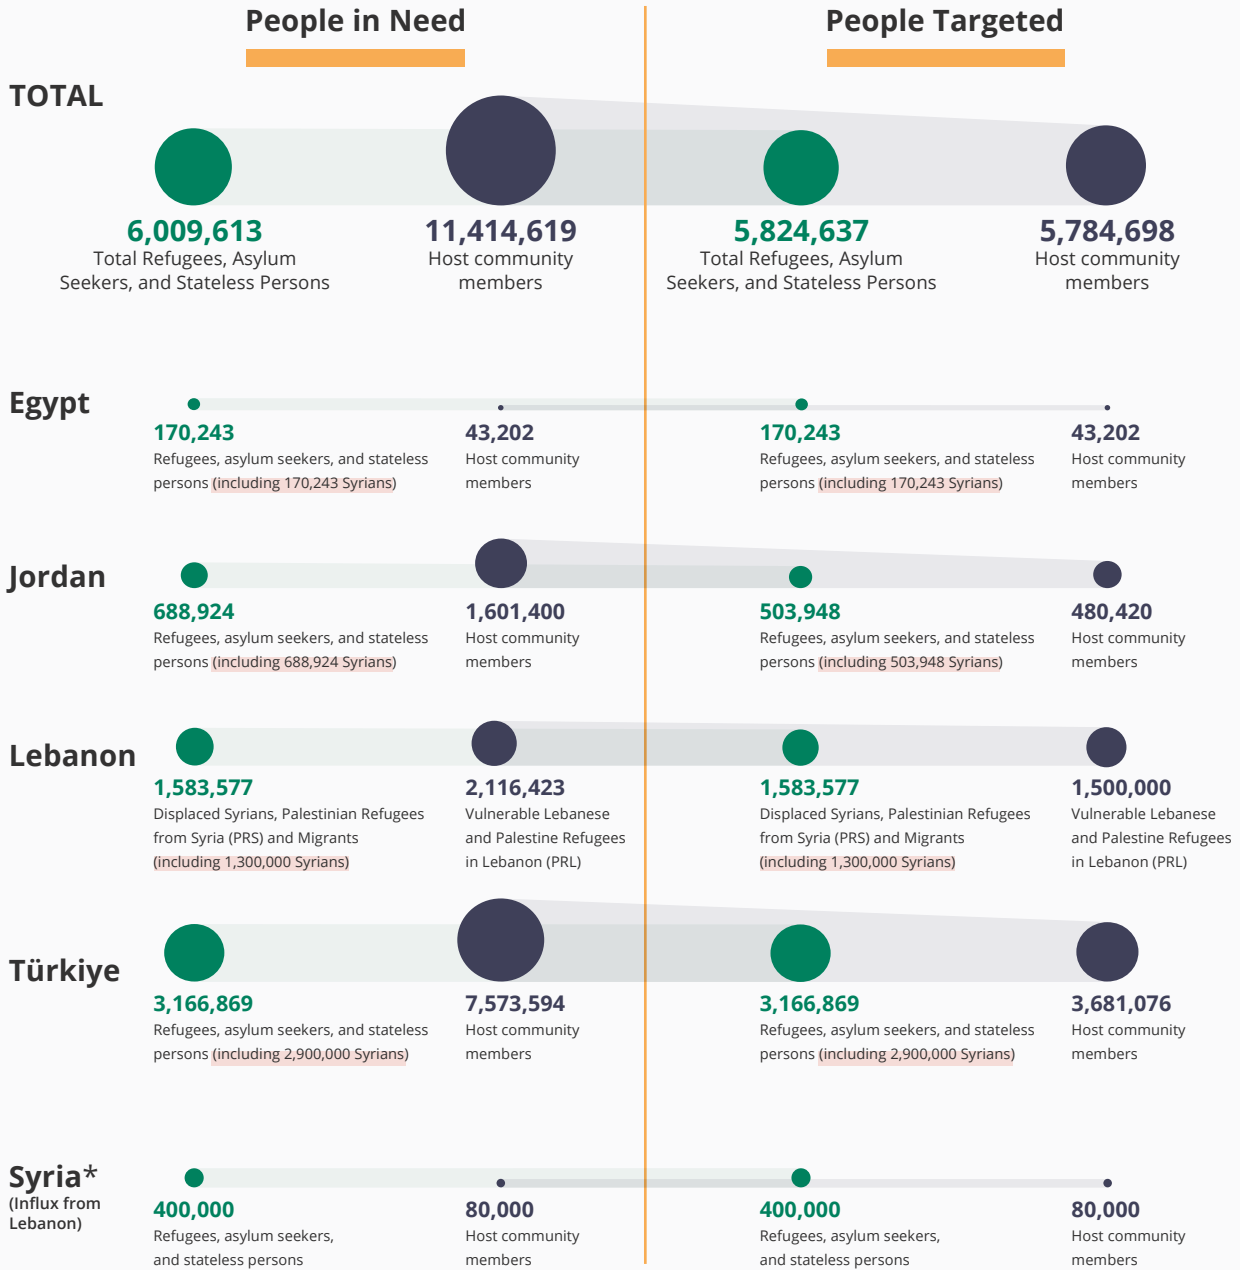 People in Need
People Targeted
TOTAL
6,009,613
Total Refugees, Asylum
Seekers, and Stateless Persons
11,414,619
Host community
members
5,824,637
Total Refugees, Asylum
Seekers, and Stateless Persons
5,784,698
Host community
members
Egypt
170,243
Refugees, asylum seekers, and stateless
persons (including 170,243 Syrians)
43,202
Host community
members
170,243
Refugees, asylum seekers, and stateless
persons (including 170,243 Syrians)
43,202
Host community
members
Jordan
688,924
Refugees, asylum seekers, and stateless
persons (including 688,924 Syrians)
1,601,400
Host community
members
503,948
Refugees, asylum seekers, and stateless
persons (including 503,948 Syrians)
480,420
Host community
members
Lebanon
1,583,577
Displaced Syrians, Palestinian Refugees
from Syria (PRS) and Migrants
(including 1,300,000 Syrians)
2,116,423
Vulnerable Lebanese
and Palestine Refugees
in Lebanon (PRL)
1,583,577
Displaced Syrians, Palestinian Refugees
from Syria (PRS) and Migrants
(including 1,300,000 Syrians)
1,500,000
Vulnerable Lebanese
and Palestine Refugees
in Lebanon (PRL)
Türkiye
3,166,869
Refugees, asylum seekers, and stateless
persons (including 2,900,000 Syrians)
7,573,594
Host community
members
3,166,869
Refugees, asylum seekers, and stateless
persons (including 2,900,000 Syrians)
3,681,076
Host community
members
Syria*
(Influx from
Lebanon)
400,000
Refugees, asylum seekers,
and stateless persons
80,000
Host community
members
400,000
Refugees, asylum seekers,
and stateless persons
80,000
Host community
members